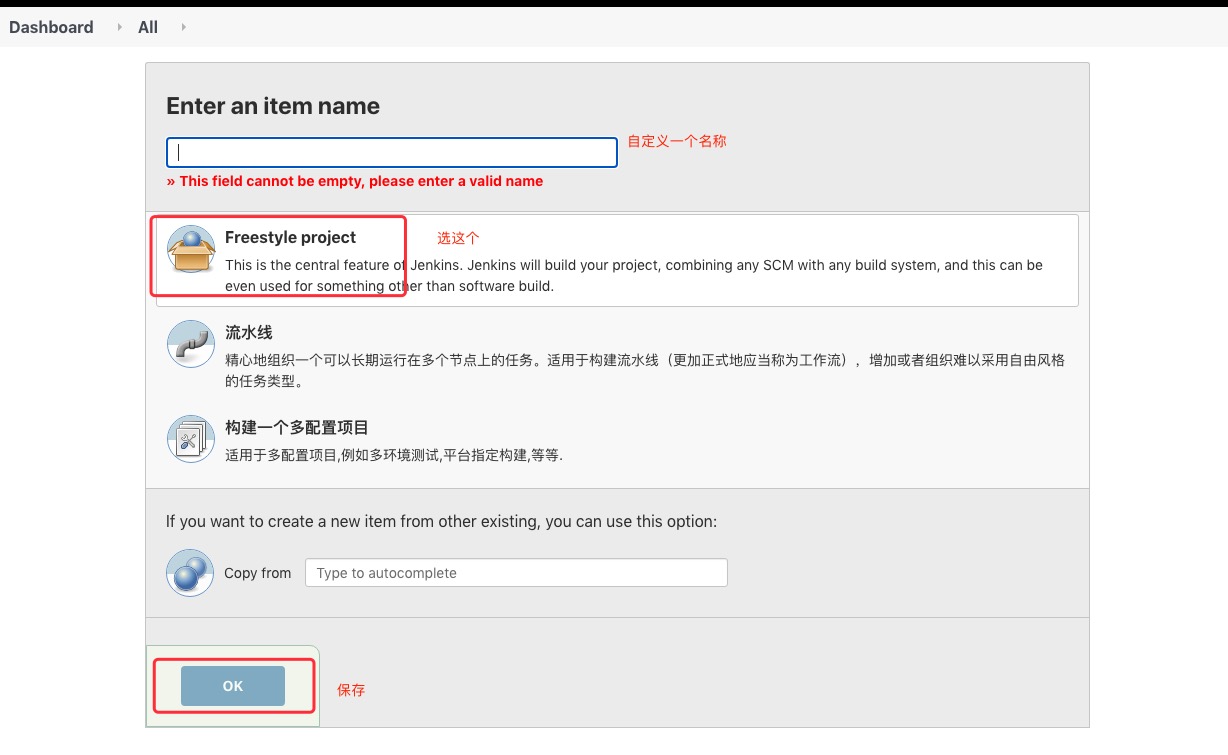 Dashboard All
Enter an item name
自定义一个名称
» This field cannot be empty, please enter a valid name
Freestyle project
选这个
This is the central feature of Jenkins. Jenkins will build your project, combining any SCM with any build system, and this can be
even used for something other than software build.
流水线
精心地组织一个可以长期运行在多个节点上的任务。适用于构建流水线（更加正式地应当称为工作流），增加或者组织难以采用自由风格
的任务类型。
构建一个多配置项目
适用于多配置项目,例如多环境测试,平台指定构建,等等.
If you want to create a new item from other existing, you can use this option:
Copy from Type to autocomplete
OK
保存